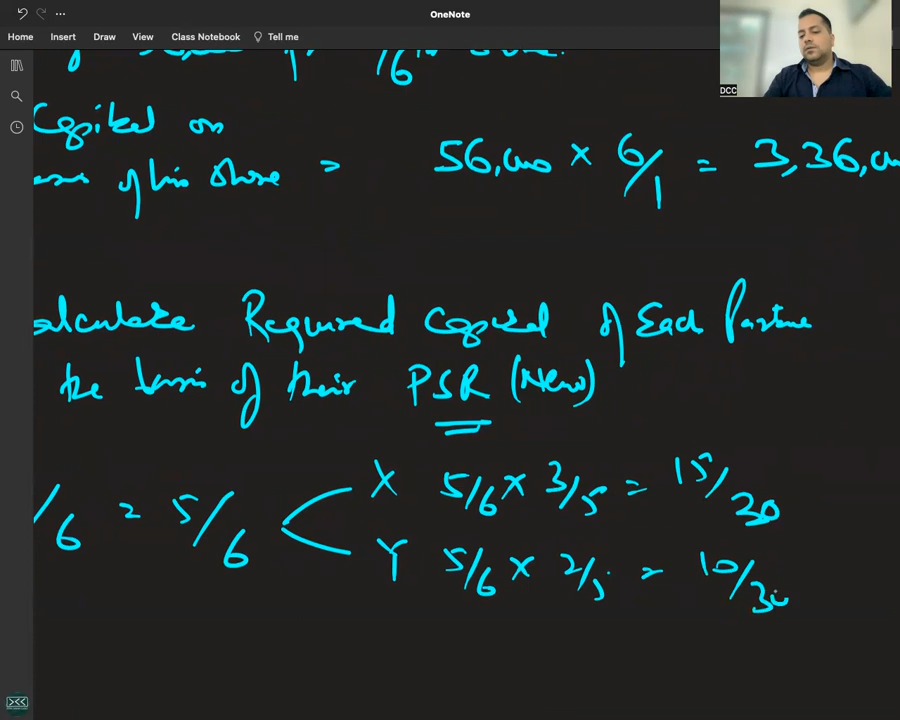 OneNote
Home Insert Draw View Class Notebook Tell me
DCC
Capital on
of his Share 56,000 × 6/1 = 3,36,
alculate Required Capital of Each Partner
the basis of their PSR (New)
/6 = 5/6
X 5/6 × 3/5 = 15/30
Y 5/6 × 2/5 = 10/30